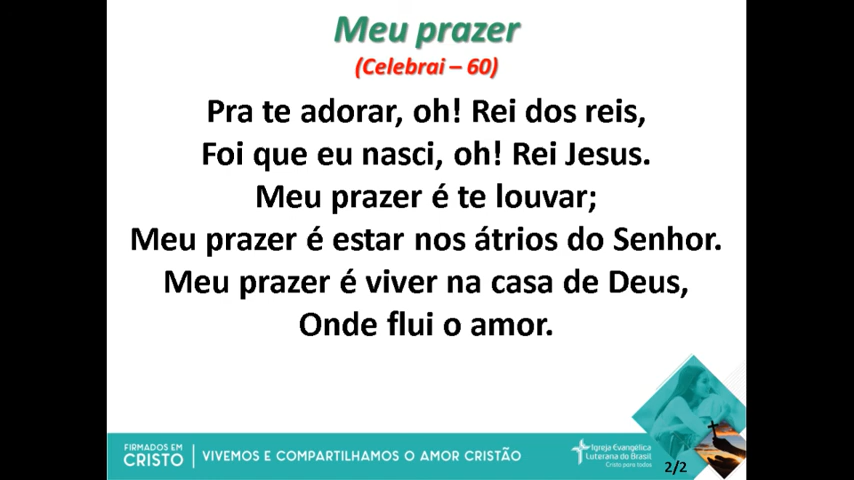 Meu prazer
(Celebrai – 60)
Pra te adorar, oh! Rei dos reis,
Foi que eu nasci, oh! Rei Jesus.
Meu prazer é te louvar;
Meu prazer é estar nos átrios do Senhor.
Meu prazer é viver na casa de Deus,
Onde flui o amor.
FIRMADOS EM
CRISTO
VIVEMOS E COMPARTILHAMOS O AMOR CRISTÃO
Igreja Evangélica
Luterana do Brasil
Cristo para todos
2/2